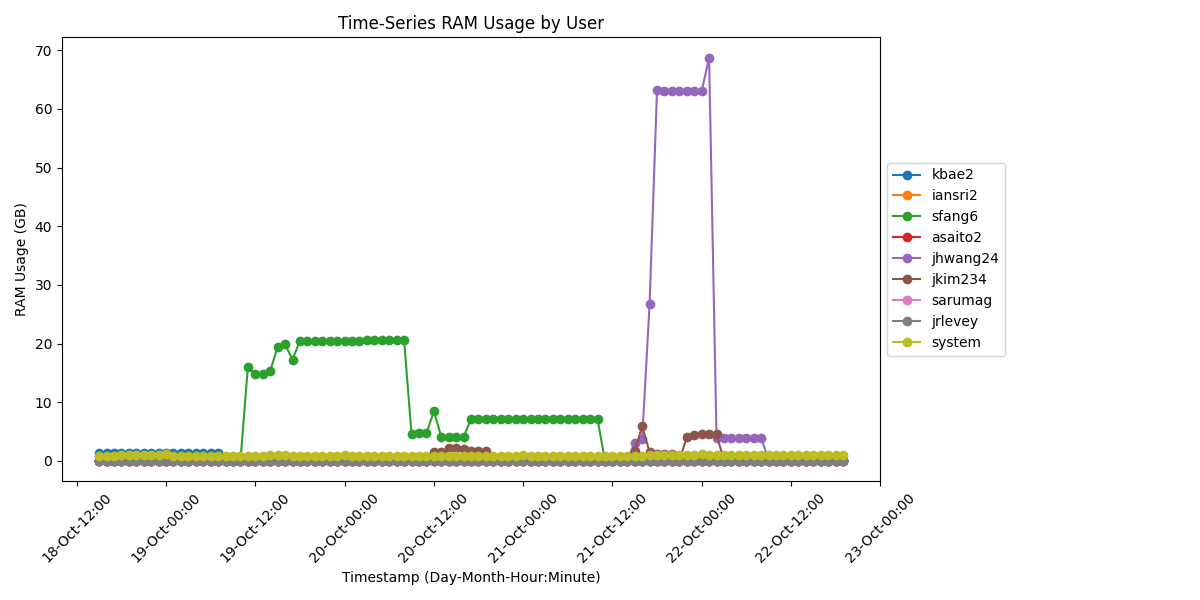 Time-Series RAM Usage by User
RAM Usage (GB)
70
60
50
40
30
20
10
0
18-Oct-12:00
19-Oct-00:00
19-Oct-12:00
20-Oct-00:00
20-Oct-12:00
21-Oct-00:00
21-Oct-12:00
22-Oct-00:00
22-Oct-12:00
23-Oct-00:00
Timestamp (Day-Month-Hour:Minute)
kbae2
iansri2
sfang6
asaito2
jhwang24
jkim234
sarumag
jrlevey
system